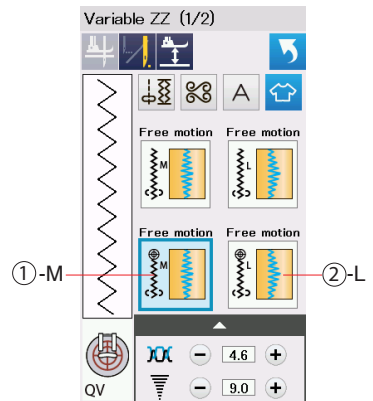 Variable ZZ (1/2)
A
Free motion Free motion
M L
Free motion Free motion
①-M M L ②-L
4.6
QV 9.0